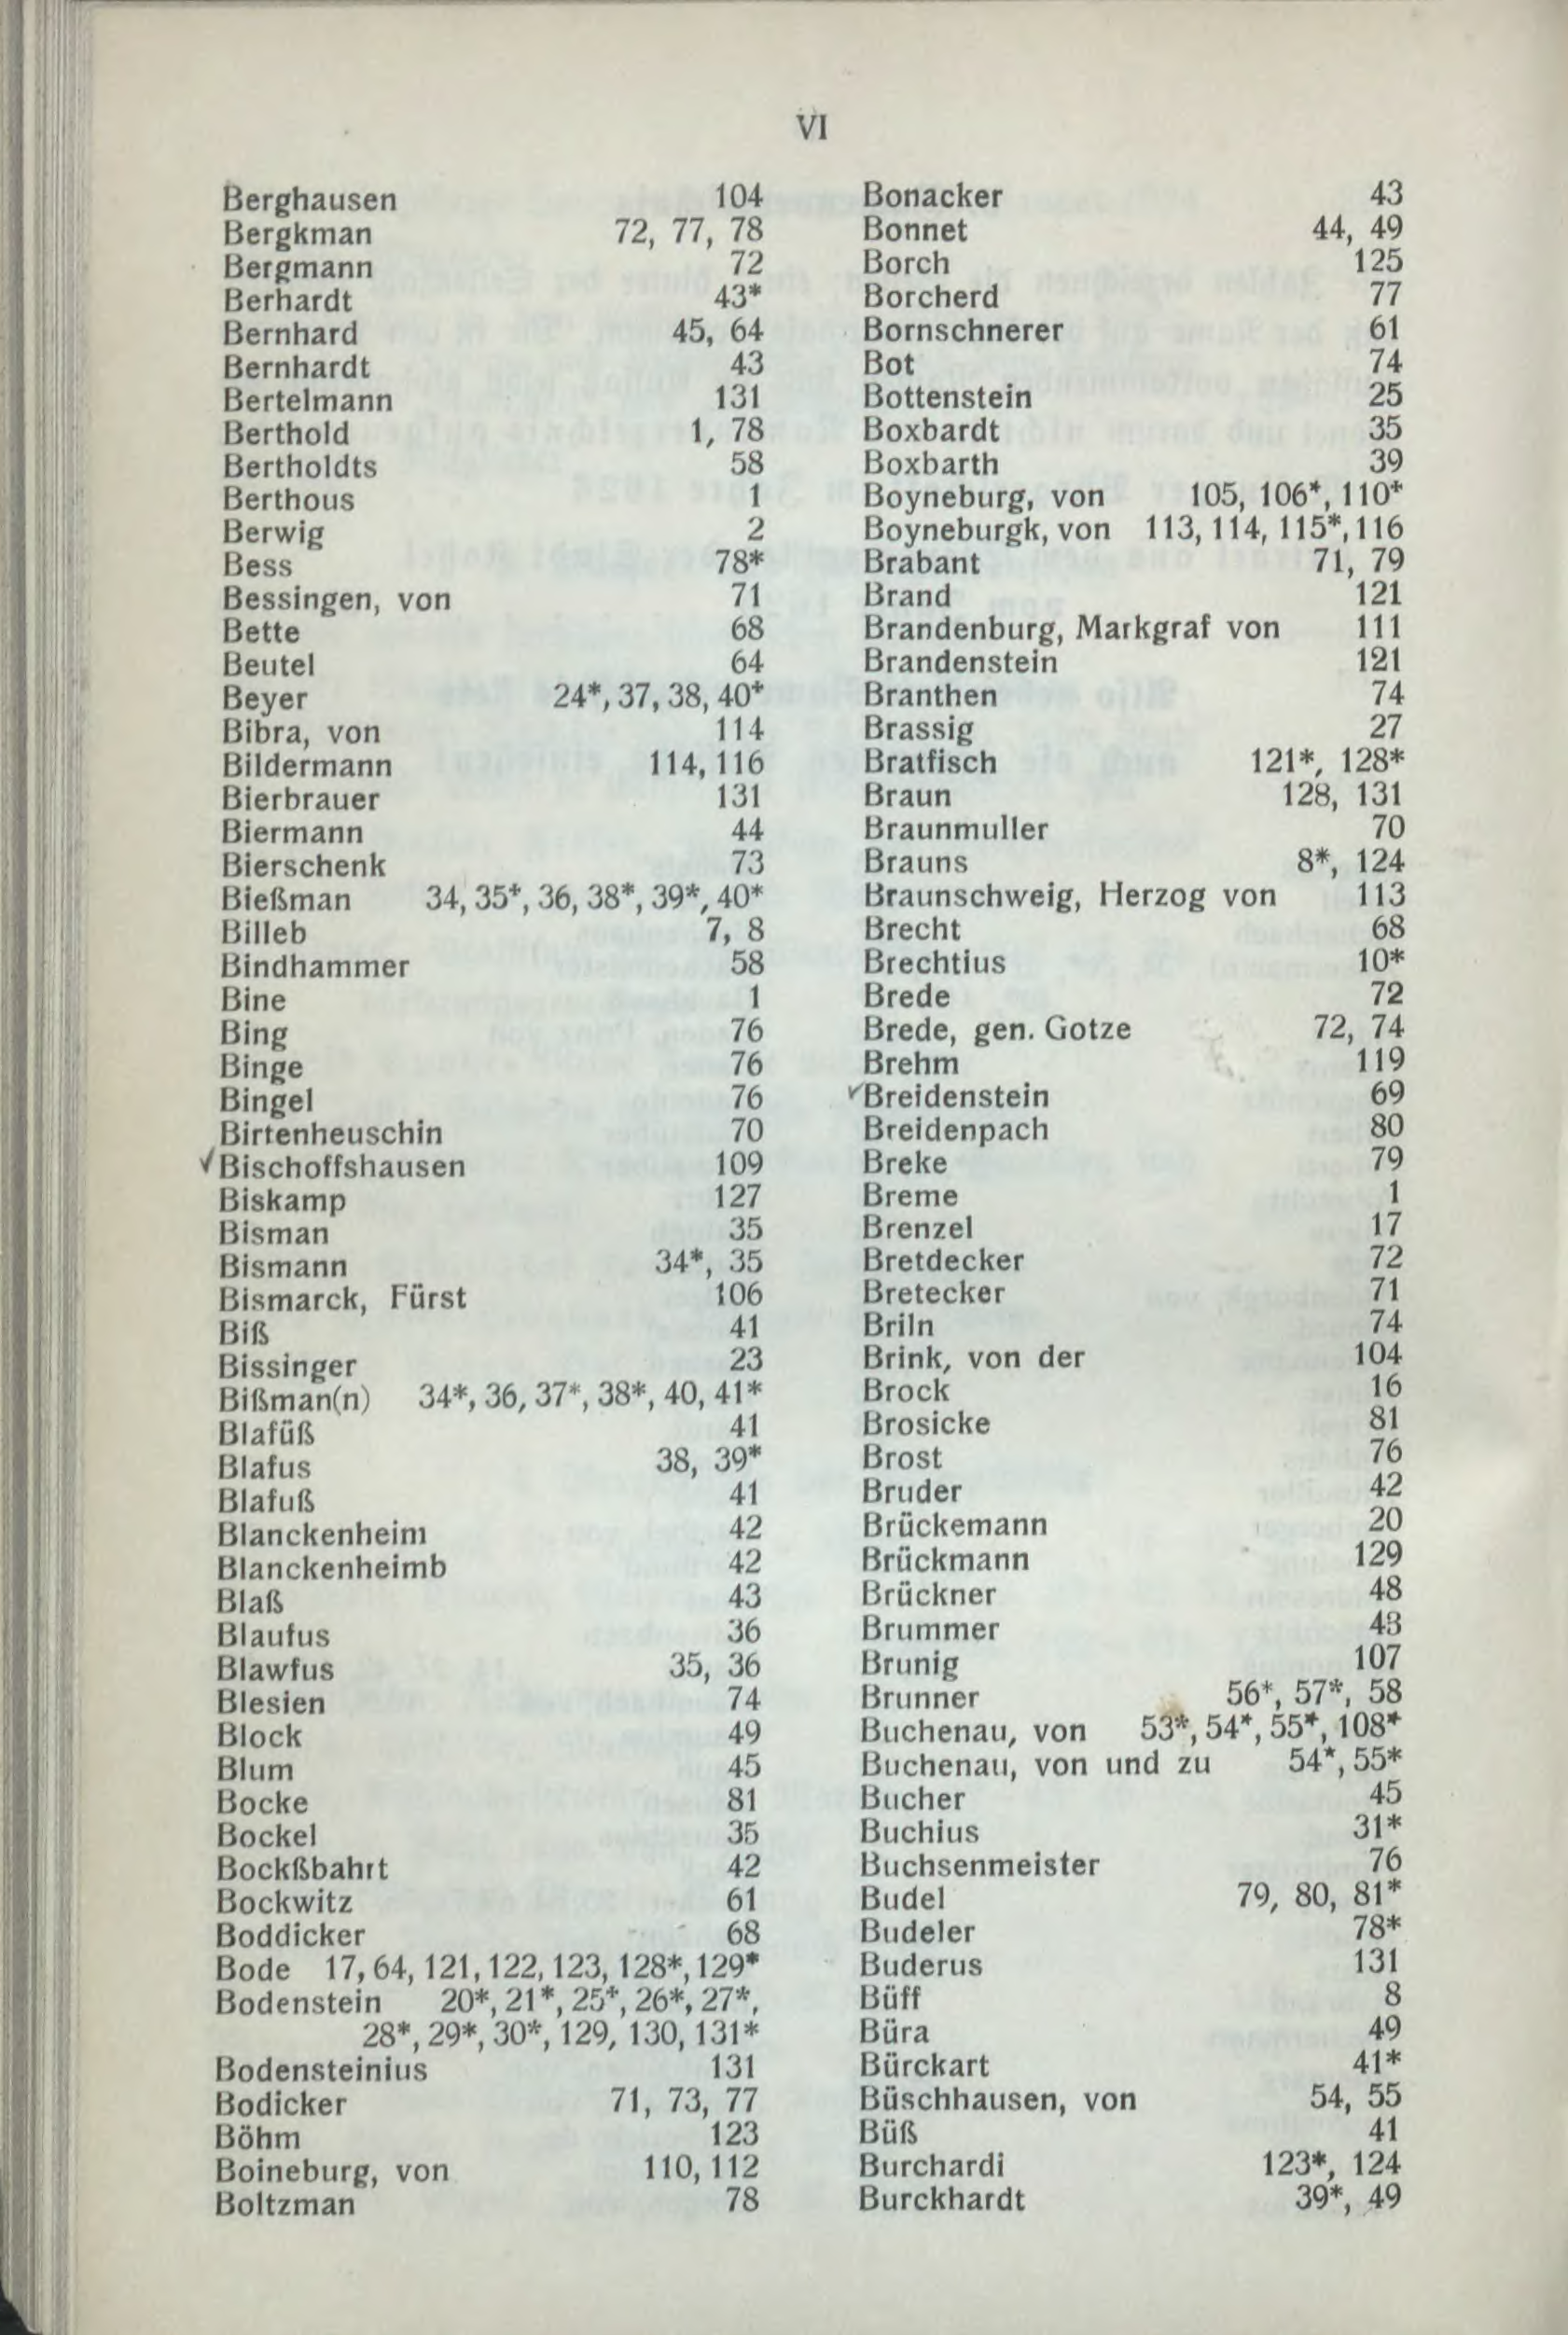 VI
Berghausen 104
Bergkman 72, 77, 78
Bergmann 72
Berhardt 43*
Bernhard 45, 64
Bernhardt 43
Bertelmann 131
Berthold 1, 78
Bertholdts 58
Berthous 1
Berwig 2
Bess 78*
Bessingen, von 71
Bette 68
Beutel 64
Beyer 24*, 37, 38, 40*
Bibra, von 114
Bildermann 114, 116
Bierbrauer 131
Biermann 44
Bierschenk 73
Bießman 34, 35*, 36, 38*, 39*, 40*
Billeb 7, 8
Bindhammer 58
Bine 1
Bing 76
Binge 76
Bingel 76
Birtenheuschin 70
Bischoffshausen 109
Biskamp 127
Bisman 35
Bismann 34*, 35
Bismarck, Fürst 106
Biß 41
Bissinger 23
Bißman(n) 34*, 36, 37*, 38*, 40, 41*
Blafüß 41
Blafus 38, 39*
Blafuß 41
Blanckenheim 42
Blanckenheimb 42
Blaß 43
Blaufus 36
Blawfus 35, 36
Blesien 74
Block 49
Blum 45
Bocke 81
Bockel 35
Bockßbahrt 42
Bockwitz 61
Boddicker 68
Bode 17, 64, 121, 122, 123, 128*, 129*
Bodenstein 20*, 21*, 25*, 26*, 27*,
28*, 29*, 30*, 129, 130, 131*
Bodensteinius 131
Bodicker 71, 73, 77
Böhm 123
Boineburg, von 110, 112
Boltzman 78
Bonacker 43
Bonnet 44, 49
Borch 125
Borcherd 77
Bornschnerer 61
Bot 74
Bottenstein 25
Boxbardt 35
Boxbarth 39
Boyneburg, von 105, 106*, 110*
Boyneburgk, von 113, 114, 115*, 116
Brabant 71, 79
Brand 121
Brandenburg, Markgraf von 111
Brandenstein 121
Branthen 74
Brassig 27
Bratfisch 121*, 128*
Braun 128, 131
Braunmuller 70
Brauns 8*, 124
Braunschweig, Herzog von 113
Brecht 68
Brechtius 10*
Brede 72
Brede, gen. Gotze 72, 74
Brehm 119
Breidenstein 69
Breidenpach 80
Breke 79
Breme 1
Brenzel 17
Bretdecker 72
Bretecker 71
Briln 74
Brink, von der 104
Brock 16
Brosicke 81
Brost 76
Bruder 42
Brückemann 20
Brückmann 129
Brückner 48
Brummer 43
Brunig 107
Brunner 56*, 57*, 58
Buchenau, von 53*, 54*, 55*, 108*
Buchenau, von und zu 54*, 55*
Bucher 45
Buchius 31*
Buchsenmeister 76
Budel 79, 80, 81*
Budeler 78*
Buderus 131
Büff 8
Büra 49
Bürckart 41*
Büschhausen, von 54, 55
Büß 41
Burchardi 123*, 124
Burckhardt 39*, 49